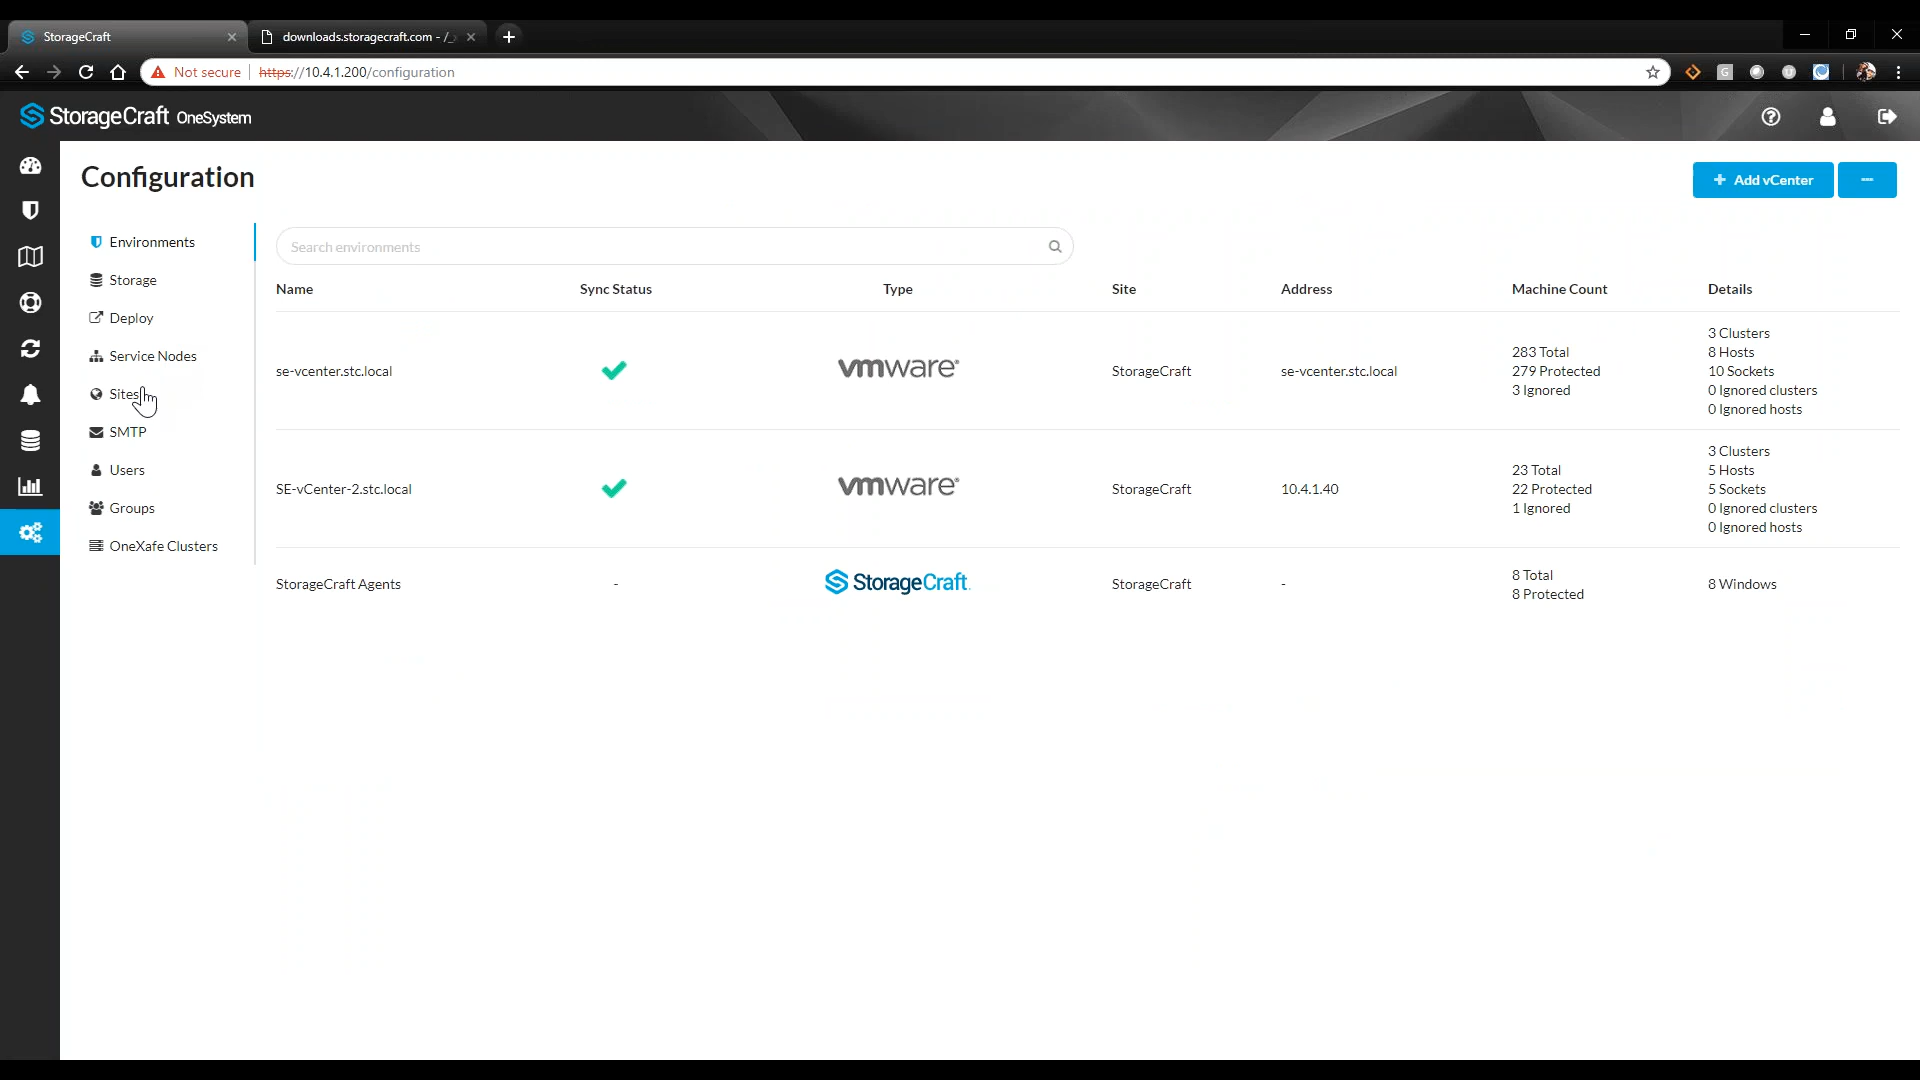 StorageCraft
downloads.storagecraft.com - /_
Not secure
https://10.4.1.200/configuration
StorageCraft OneSystem
Configuration
+ Add vCenter
Environments
Storage
Deploy
Service Nodes
Sites
SMTP
Users
Groups
OneXafe Clusters
Search environments
Name Sync Status Type Site Address Machine Count Details
se-vcenter.stc.local
vmware®
StorageCraft
se-vcenter.stc.local
283 Total
279 Protected
3 Ignored
3 Clusters
8 Hosts
10 Sockets
0 Ignored clusters
0 Ignored hosts
SE-vCenter-2.stc.local
vmware®
StorageCraft
10.4.1.40
23 Total
22 Protected
1 Ignored
3 Clusters
5 Hosts
5 Sockets
0 Ignored clusters
0 Ignored hosts
StorageCraft Agents
-
StorageCraft.
StorageCraft
-
8 Total
8 Protected
8 Windows